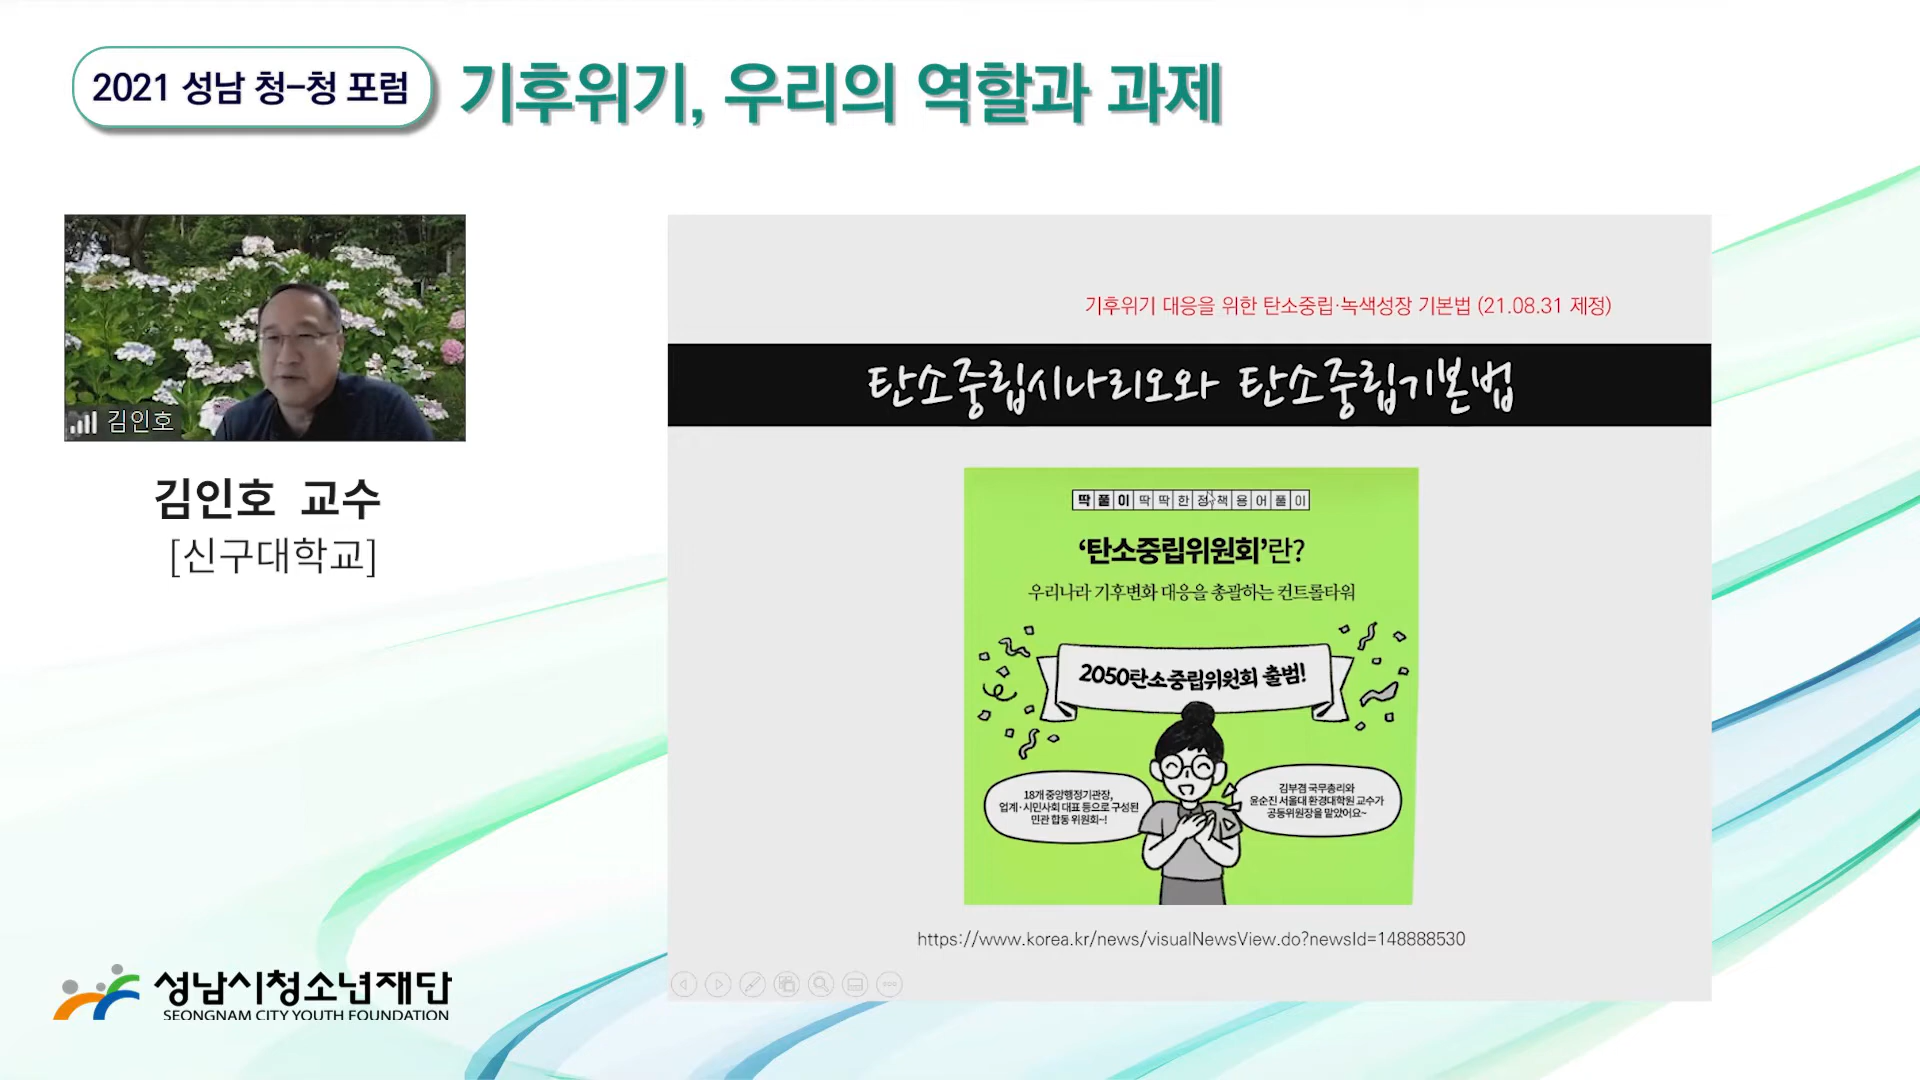 2021 성남 청-청 포럼
기후위기, 우리의 역할과 과제
김인호
김인호 교수
[신구대학교]
기후위기 대응을 위한 탄소중립·녹색성장 기본법 (21.08.31 제정)
탄소중립시나리오와 탄소중립기본법
딱풀이 딱딱한정책용어풀이
‘탄소중립위원회’란?
우리나라 기후변화 대응을 총괄하는 컨트롤타워
2050탄소중립위원회 출범!
18개 중앙행정기관장,
업계·시민사회 대표 등으로 구성된
민관 합동 위원회~!
김부겸 국무총리와
윤순진 서울대 환경대학원 교수가
공동위원장을 맡았어요~
https://www.korea.kr/news/visualNewsView.do?newsId=148888530
성남시청소년재단
SEONGNAM CITY YOUTH FOUNDATION